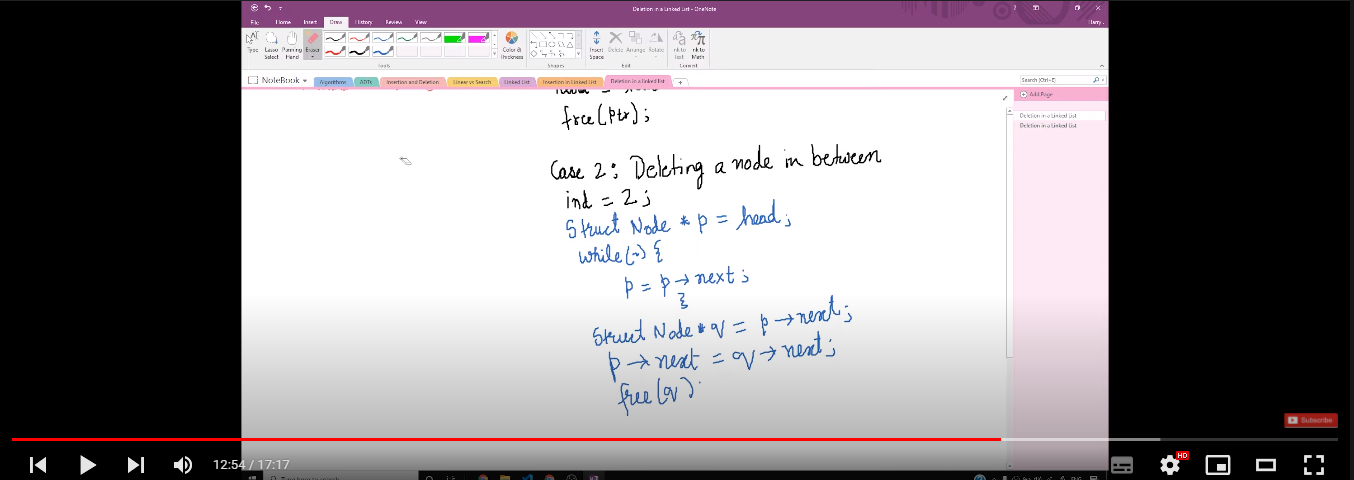 Deletion in a Linked List - OneNote
Harry .
File Home Insert Draw History Review View
Type Lasso Select Panning Hand Eraser
Color & Thickness
Insert Space Delete Arrange Rotate
Ink to Text Ink to Math
Tools Shapes Edit Convert
NoteBook
Algorithms ADTs Insertion and Deletion Linear vs Search Linked List Insertion in Linked List Deletion in a linked list +
Search (Ctrl+E)
Add Page
Deletion in a Linked List
Deletion in a Linked List
free(ptr);
Case 2: Deleting a node in between
ind = 2;
Struct Node * p = head;
while(~) {
p = p → next;
}
Struct Node * q = p → next;
p → next = q → next;
free(q)
Subscribe
12:54 / 17:17
HD